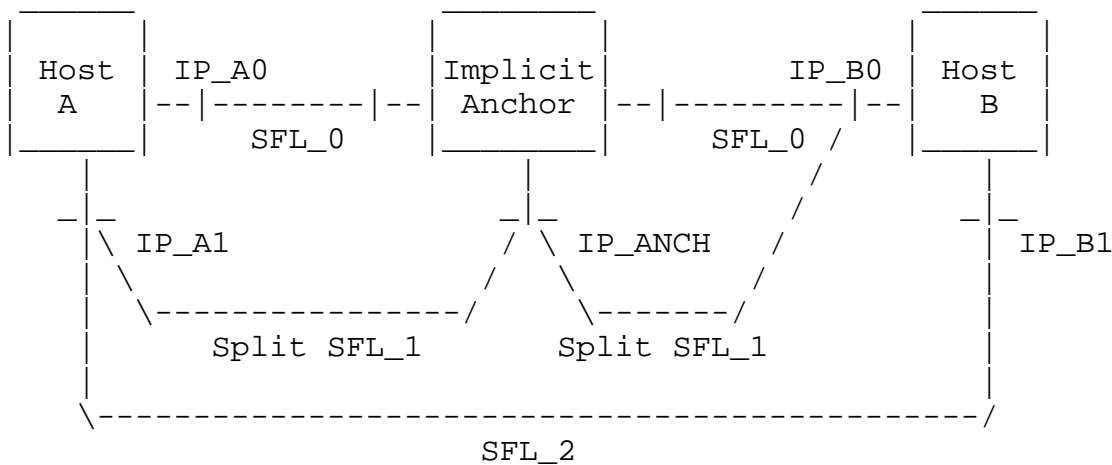 Host IP_A0 Implicit IP_B0 Host
A Anchor B
SFL_0 SFL_0
IP_A1 IP_ANCH IP_B1
Split SFL_1 Split SFL_1
SFL_2